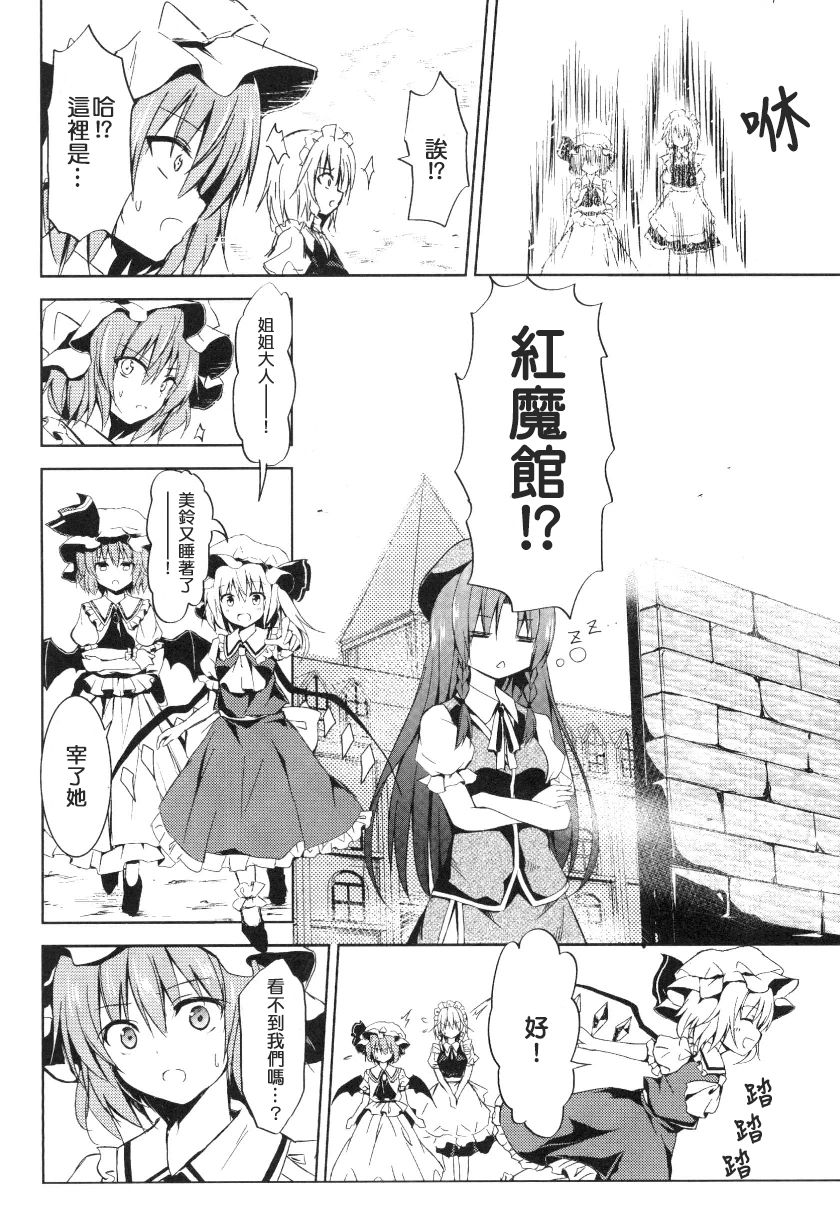 咻
誒!?
哈!?
這裡是…
紅魔館!?
zz…
姐姐大人——！
美鈴又睡著了
——！
宰了她
好！
踏
踏
踏
看不到我們嗎…？